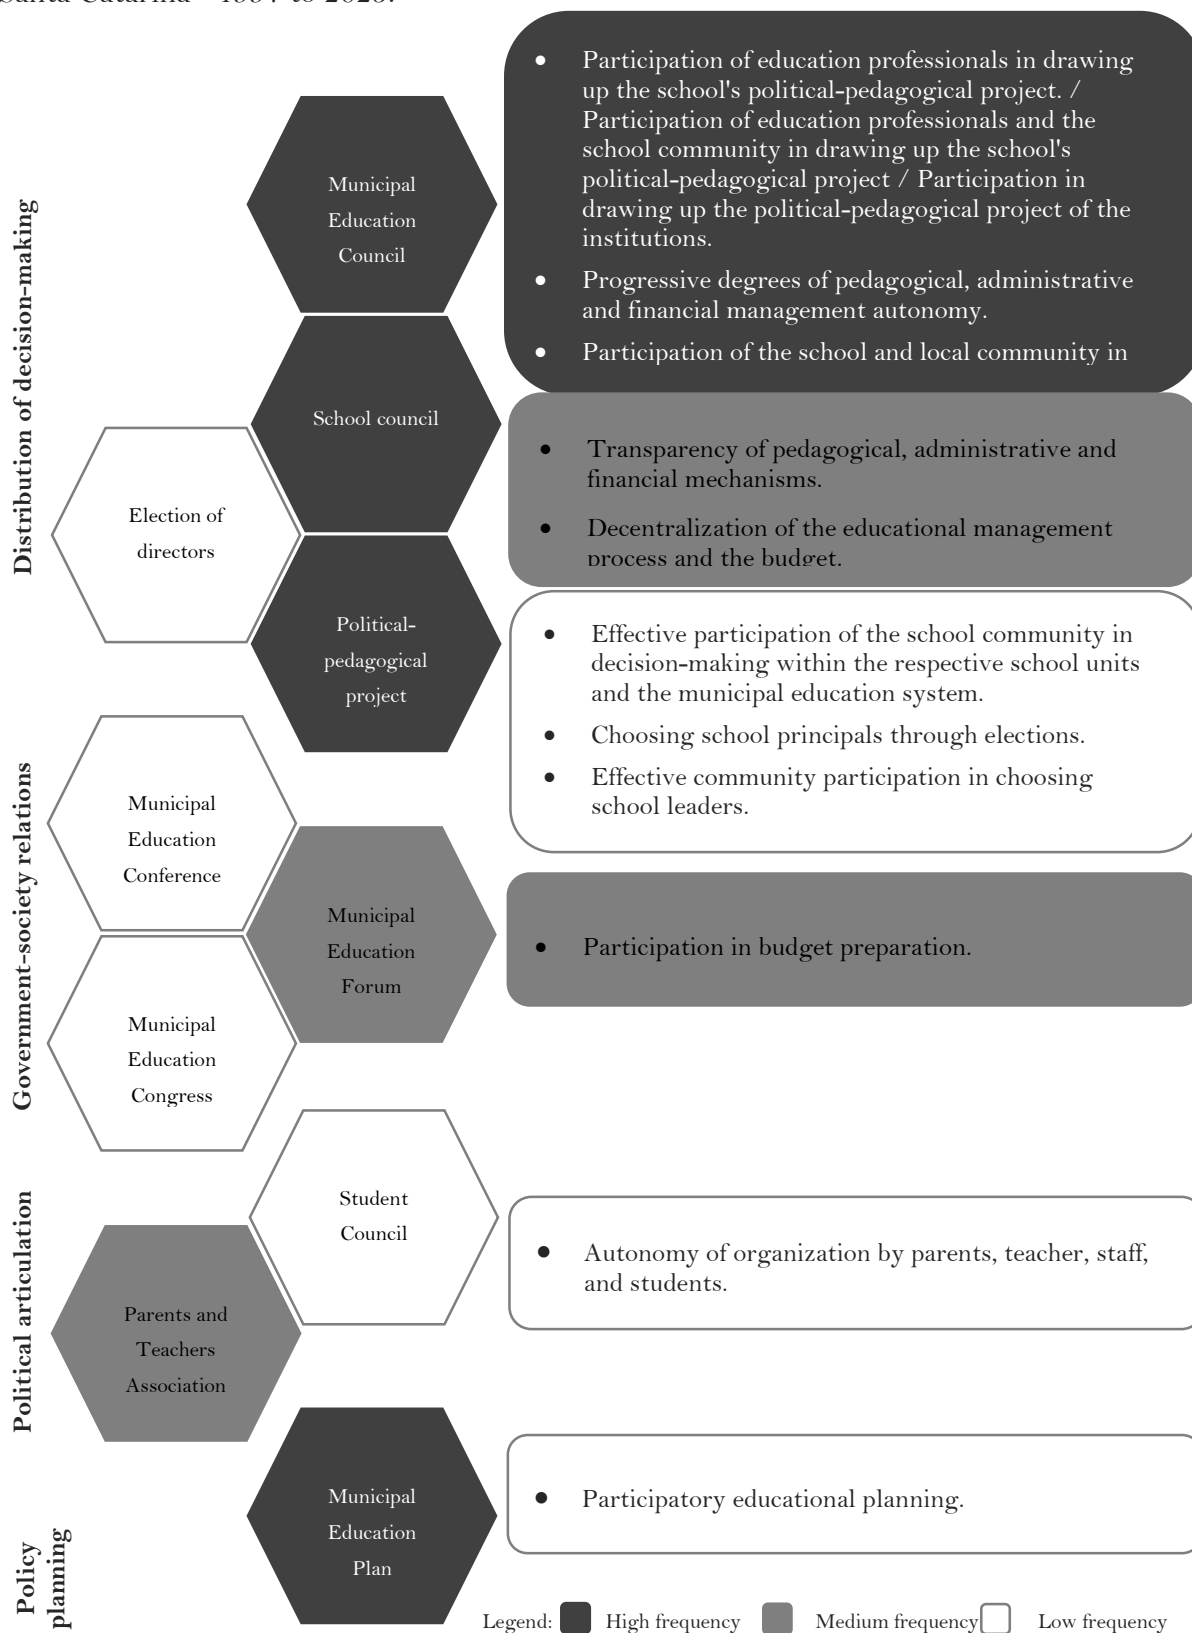 Distribution of decision-making
Municipal
Education
Council
School council
Election of
directors
Political-
pedagogical
project
• Participation of education professionals in drawing
up the school's political-pedagogical project. /
Participation of education professionals and the
school community in drawing up the school's
political-pedagogical project / Participation in
drawing up the political-pedagogical project of the
institutions.
• Progressive degrees of pedagogical, administrative
and financial management autonomy.
• Participation of the school and local community in
• Transparency of pedagogical, administrative and
financial mechanisms.
• Decentralization of the educational management
process and the budget.
• Effective participation of the school community in
decision-making within the respective school units
and the municipal education system.
• Choosing school principals through elections.
• Effective community participation in choosing
school leaders.
Government-society relations
Municipal
Education
Conference
Municipal
Education
Forum
Municipal
Education
Congress
• Participation in budget preparation.
Political articulation
Student
Council
Parents and
Teachers
Association
• Autonomy of organization by parents, teacher, staff,
and students.
Policy
planning
Municipal
Education
Plan
• Participatory educational planning.
Legend: High frequency Medium frequency Low frequency